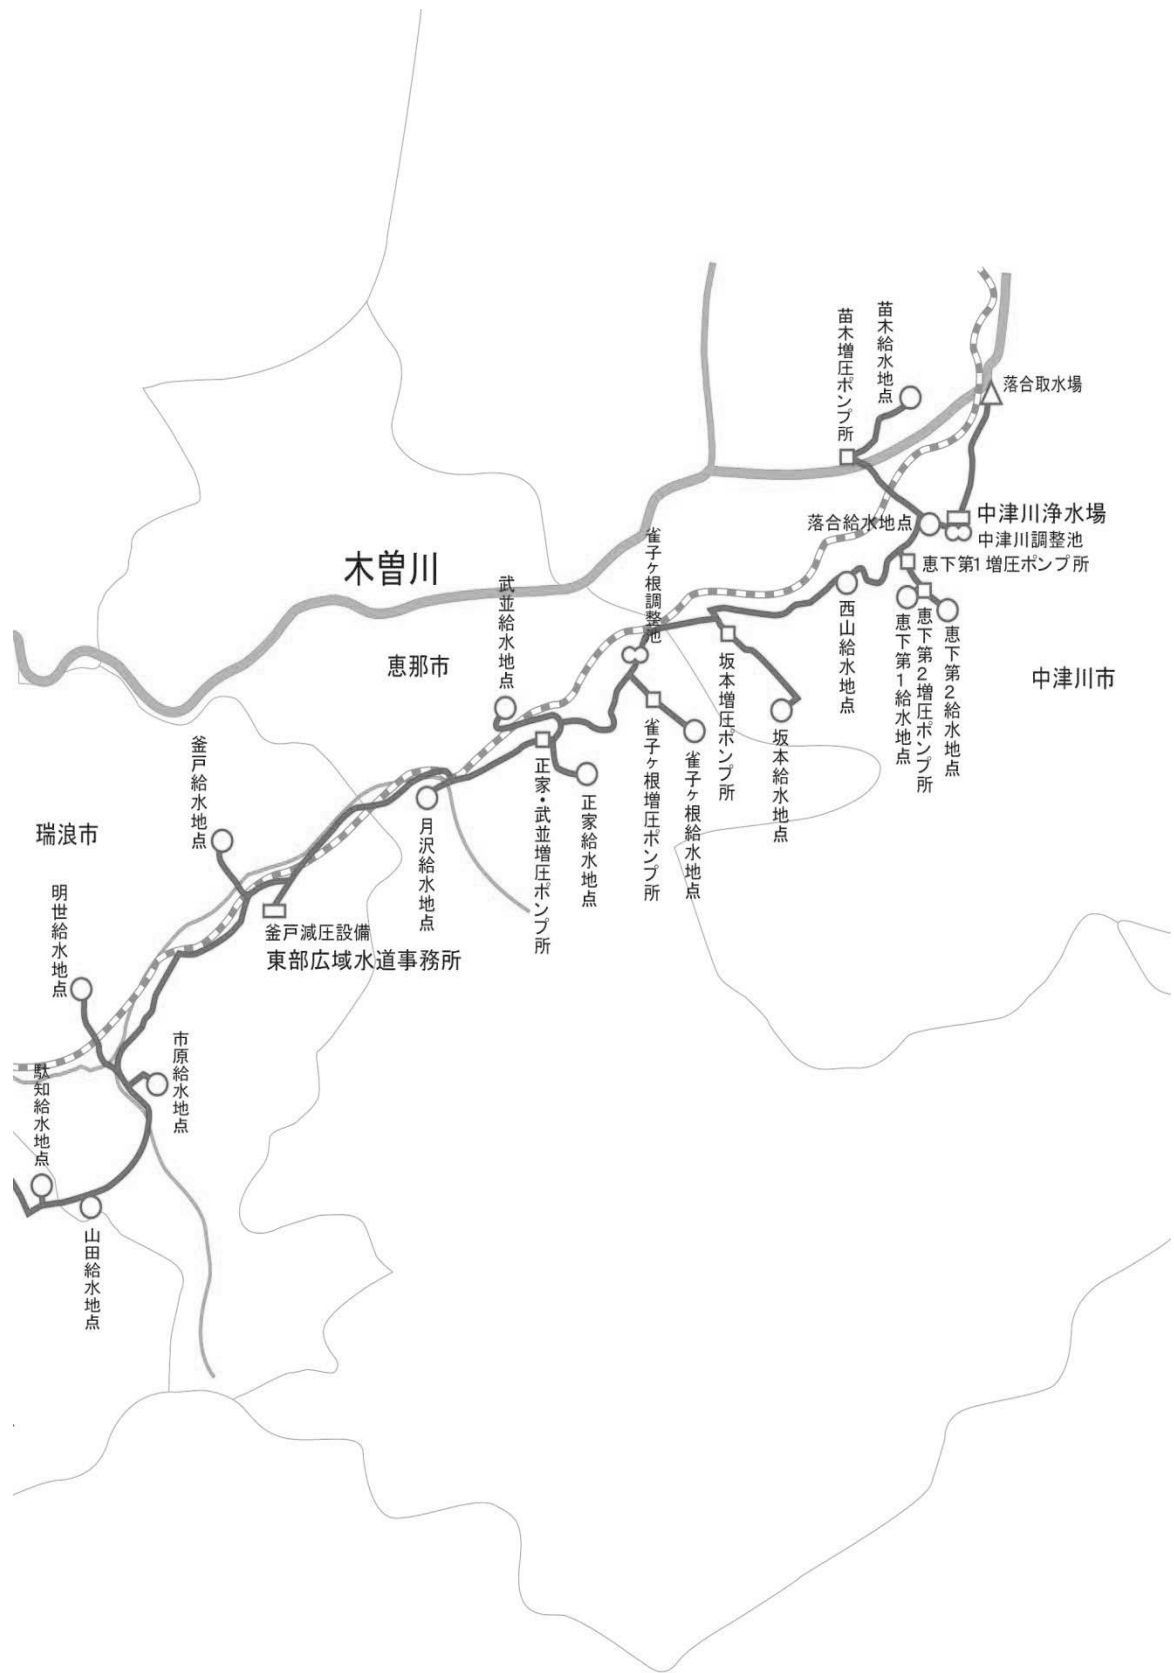 苗木給水地点
苗木増圧ポンプ所
落合取水場
中津川浄水場
落合給水地点
中津川調整池
恵下第1増圧ポンプ所
雀子ヶ根調整池
木曽川
武並給水地点
西山給水地点
恵下第1給水地点
恵下第2増圧ポンプ所
恵下第2給水地点
恵那市
坂本増圧ポンプ所
中津川市
雀子ヶ根増圧ポンプ所
坂本給水地点
釜戸給水地点
雀子ヶ根給水地点
正家・武並増圧ポンプ所
正家給水地点
瑞浪市
月沢給水地点
明世給水地点
釜戸減圧設備
東部広域水道事務所
市原給水地点
駄知給水地点
山田給水地点